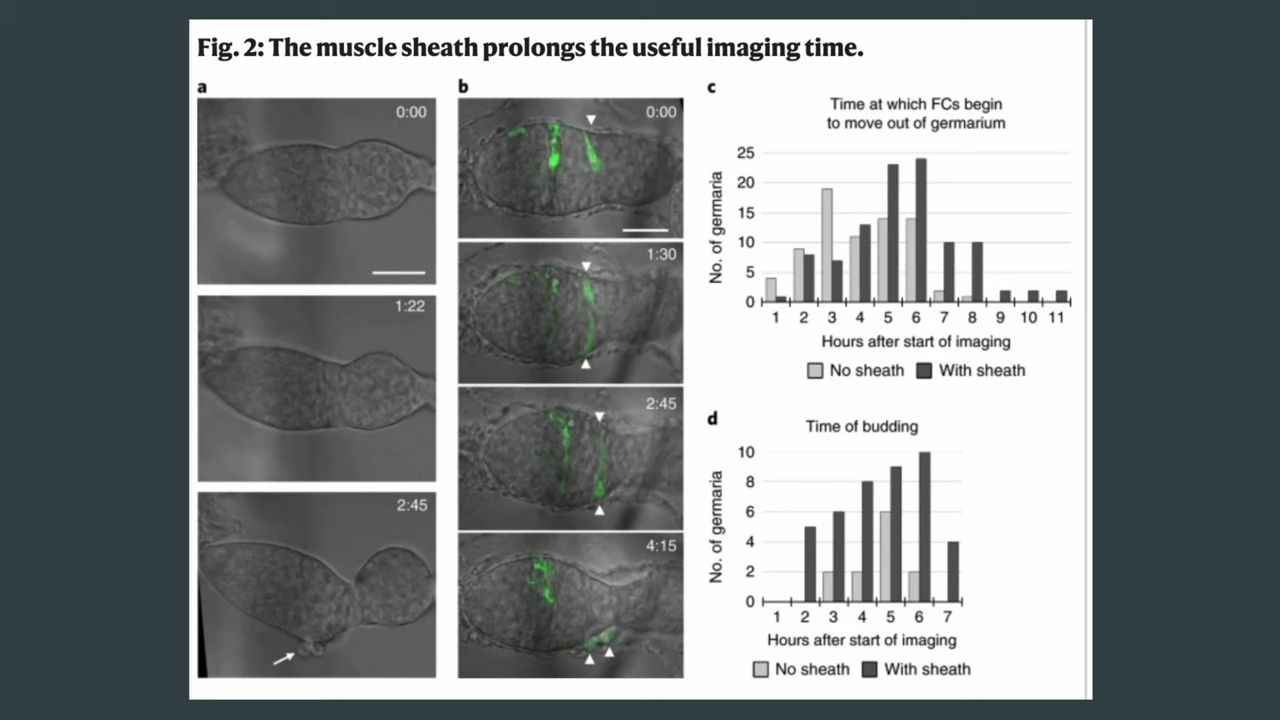 Fig. 2: The muscle sheath prolongs the useful imaging time.
a
0:00
1:22
2:45
b
0:00
1:30
2:45
4:15
c
Time at which FCs begin
to move out of germarium
No. of germaria
25
20
15
10
5
0
1 2 3 4 5 6 7 8 9 10 11
Hours after start of imaging
No sheath With sheath
d
Time of budding
No. of germaria
10
8
6
4
2
0
1 2 3 4 5 6 7
Hours after start of imaging
No sheath With sheath